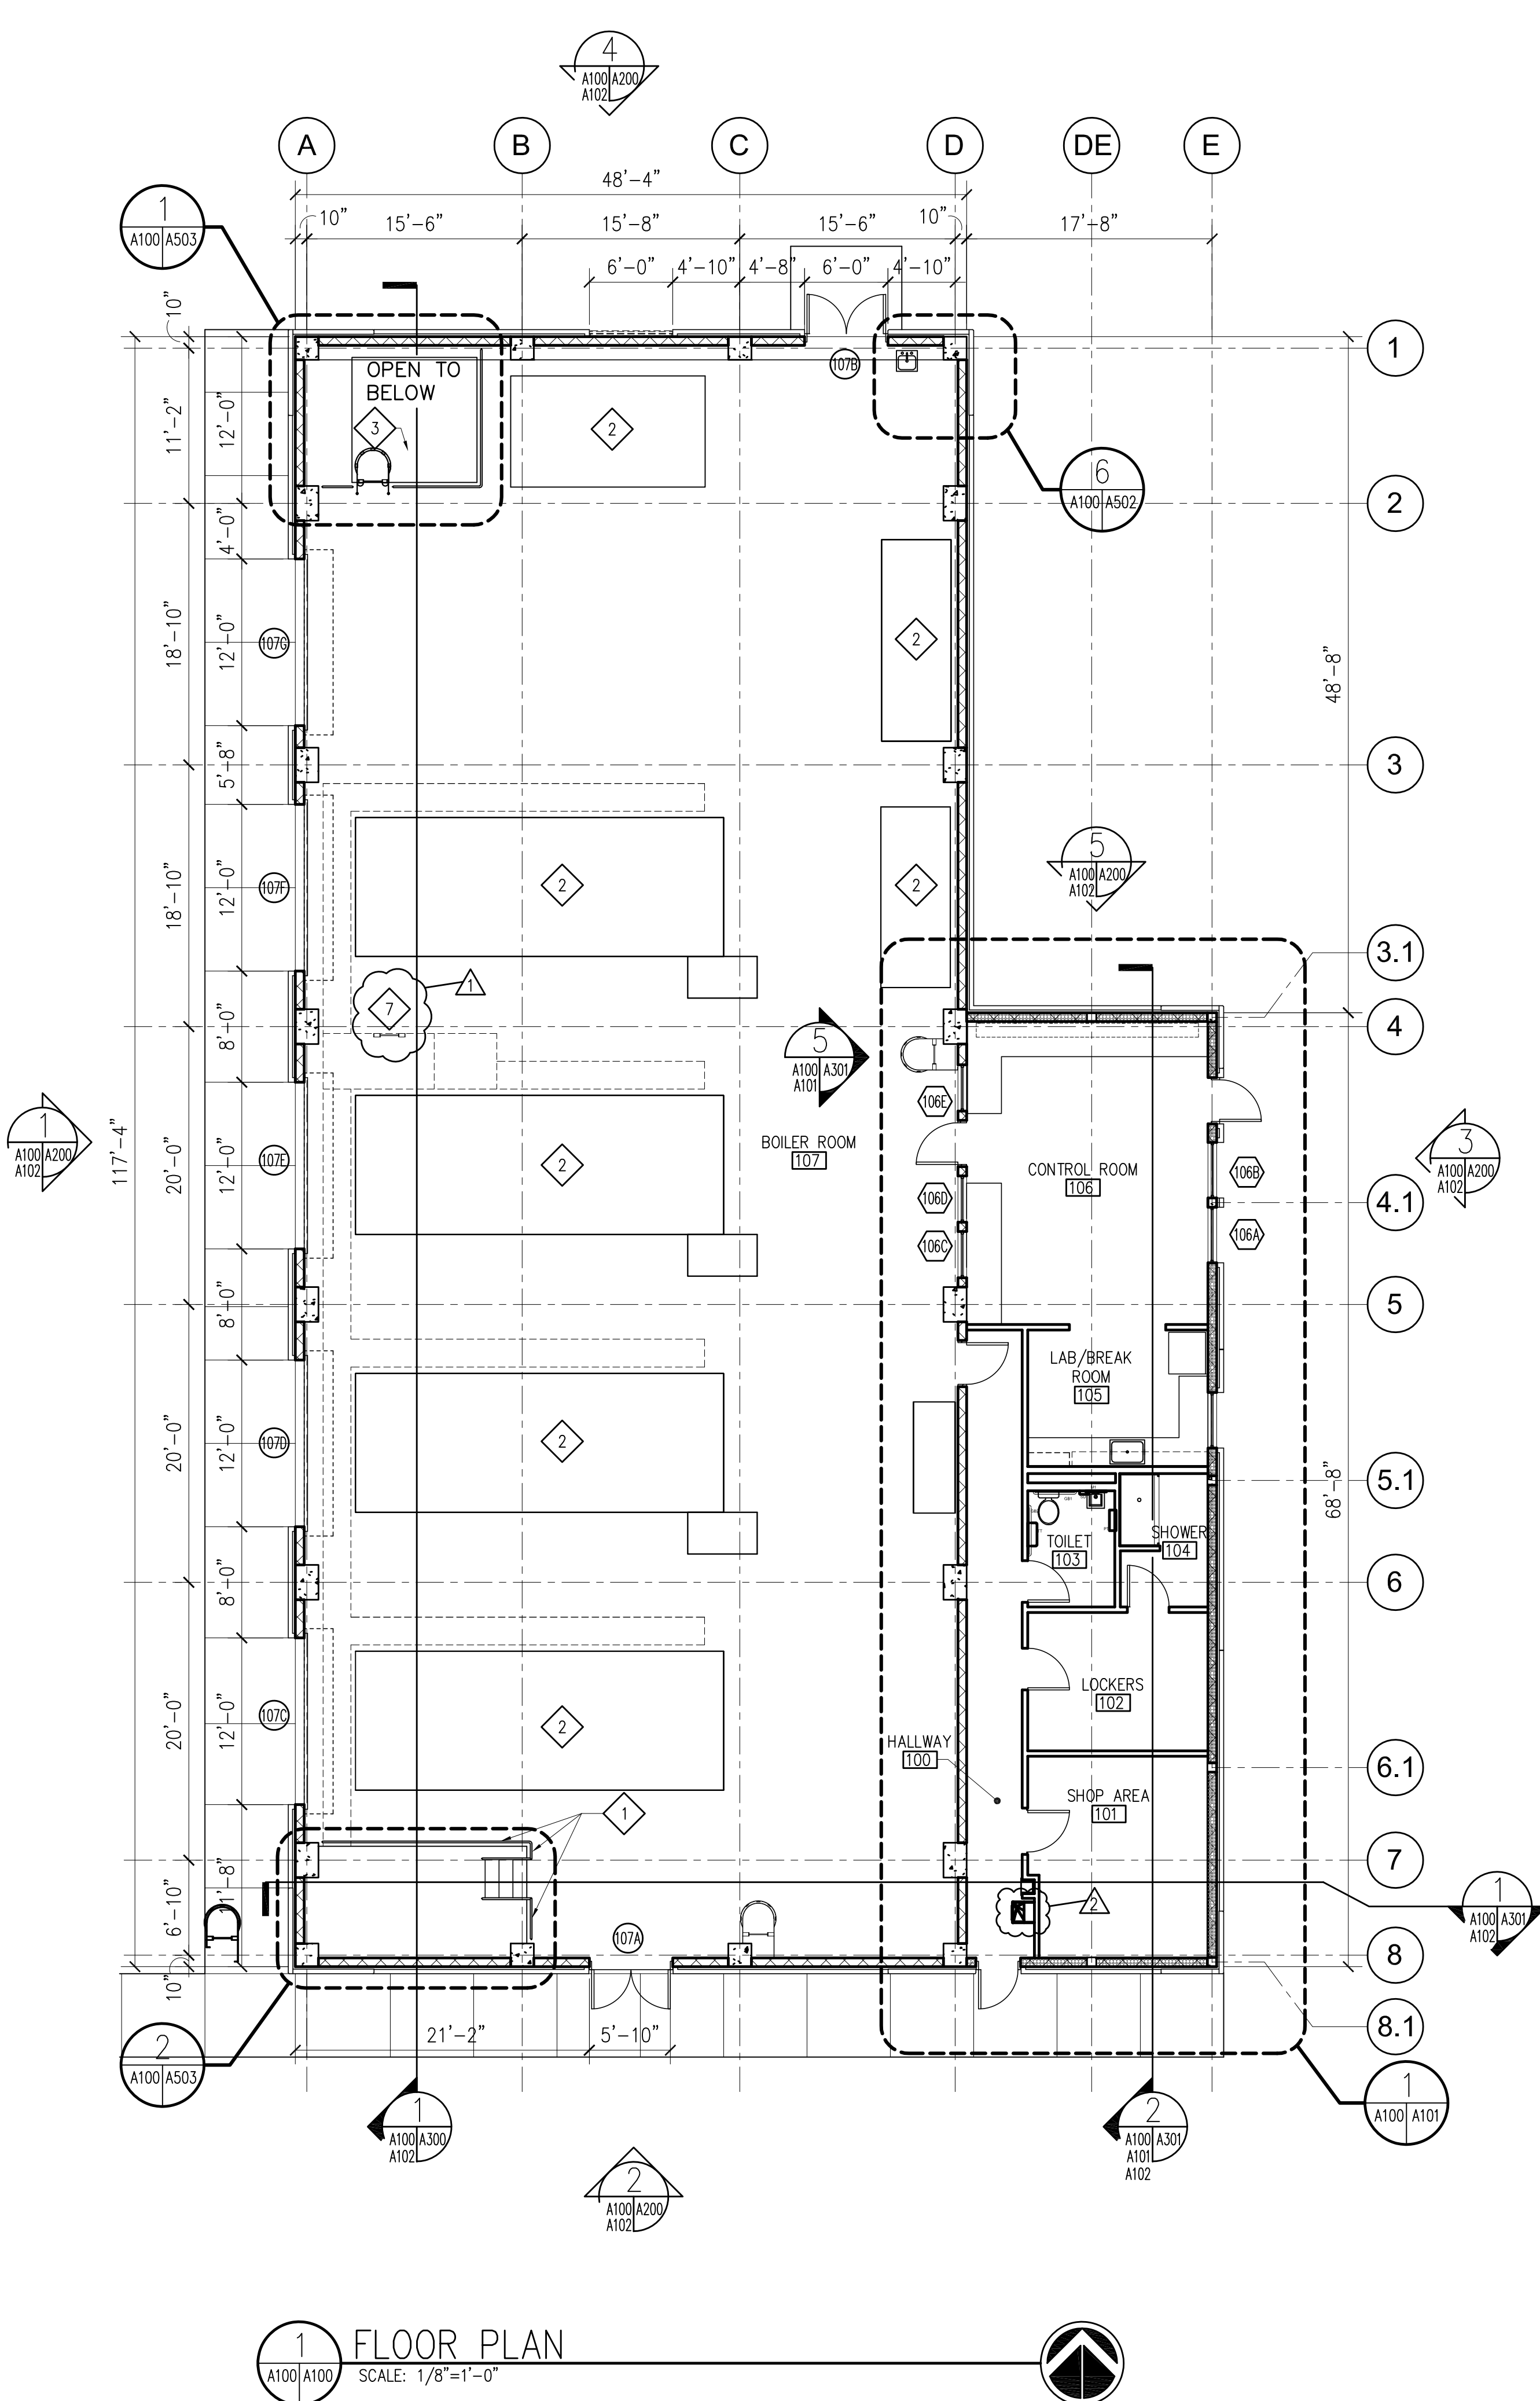 4
A100 A200
A102
A
B
C
D
DE
E
48'-4"
1
A100 A503
10"
15'-6"
15'-8"
15'-6"
10"
17'-8"
6'-0"
4'-10"
4'-8"
6'-0"
4'-10"
10"
1
OPEN TO
BELOW
107B
3
2
11'-2"
12'-0"
6
A100 A502
2
4'-0"
18'-10"
12'-0"
107G
2
48'-8"
5'-8"
3
18'-10"
12'-0"
107F
2
2
5
A100 A200
A102
3.1
7
1
8'-0"
4
5
A100 A301
A101
106E
1
A100 A200
A102
117'-4"
20'-0"
12'-0"
107E
2
BOILER ROOM
107
CONTROL ROOM
106
106D
106C
106B
106A
3
A100 A200
A102
4.1
8'-0"
5
LAB/BREAK
ROOM
105
20'-0"
12'-0"
107D
2
68'-8"
5.1
TOILET
103
SHOWER
104
8'-0"
6
LOCKERS
102
20'-0"
12'-0"
107C
2
HALLWAY
100
6.1
SHOP AREA
101
1
7
6'-10"
11'-8"
2
1
A100 A301
A102
107A
8
10"
8.1
21'-2"
5'-10"
2
A100 A503
1
A100 A101
1
A100 A300
A102
2
A100 A301
A101
A102
2
A100 A200
A102
1
A100 A100
FLOOR PLAN
SCALE: 1/8"=1'-0"